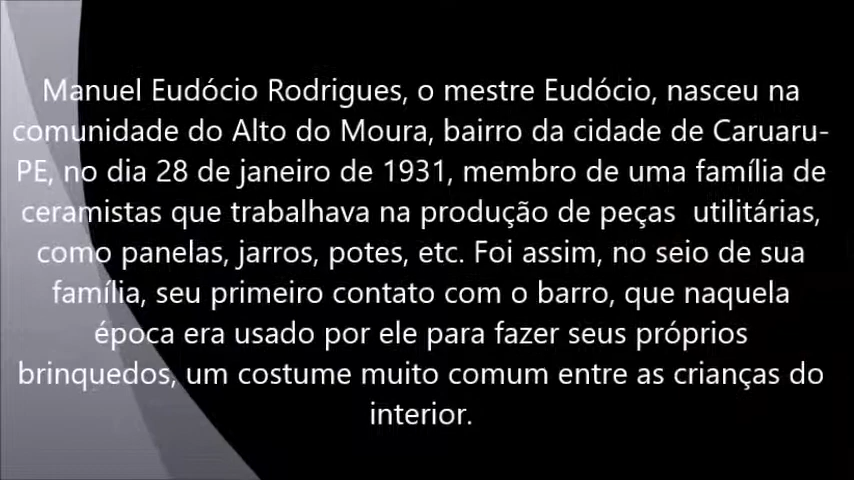 Manuel Eudócio Rodrigues, o mestre Eudócio, nasceu na
comunidade do Alto do Moura, bairro da cidade de Caruaru-
PE, no dia 28 de janeiro de 1931, membro de uma família de
ceramistas que trabalhava na produção de peças  utilitárias,
como panelas, jarros, potes, etc. Foi assim, no seio de sua
família, seu primeiro contato com o barro, que naquela
época era usado por ele para fazer seus próprios
brinquedos, um costume muito comum entre as crianças do
interior.